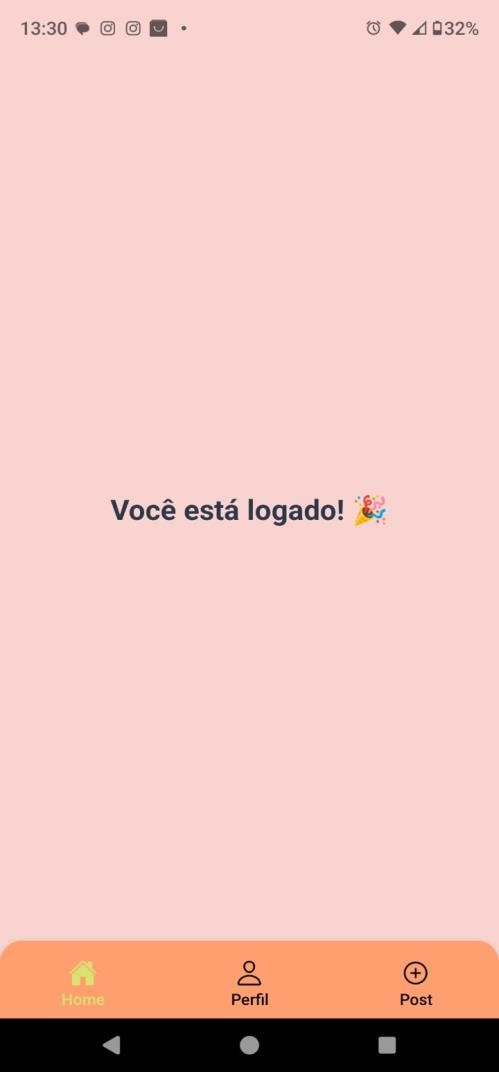 13:30
32%
Você está logado! 🎉
Home
Perfil
Post